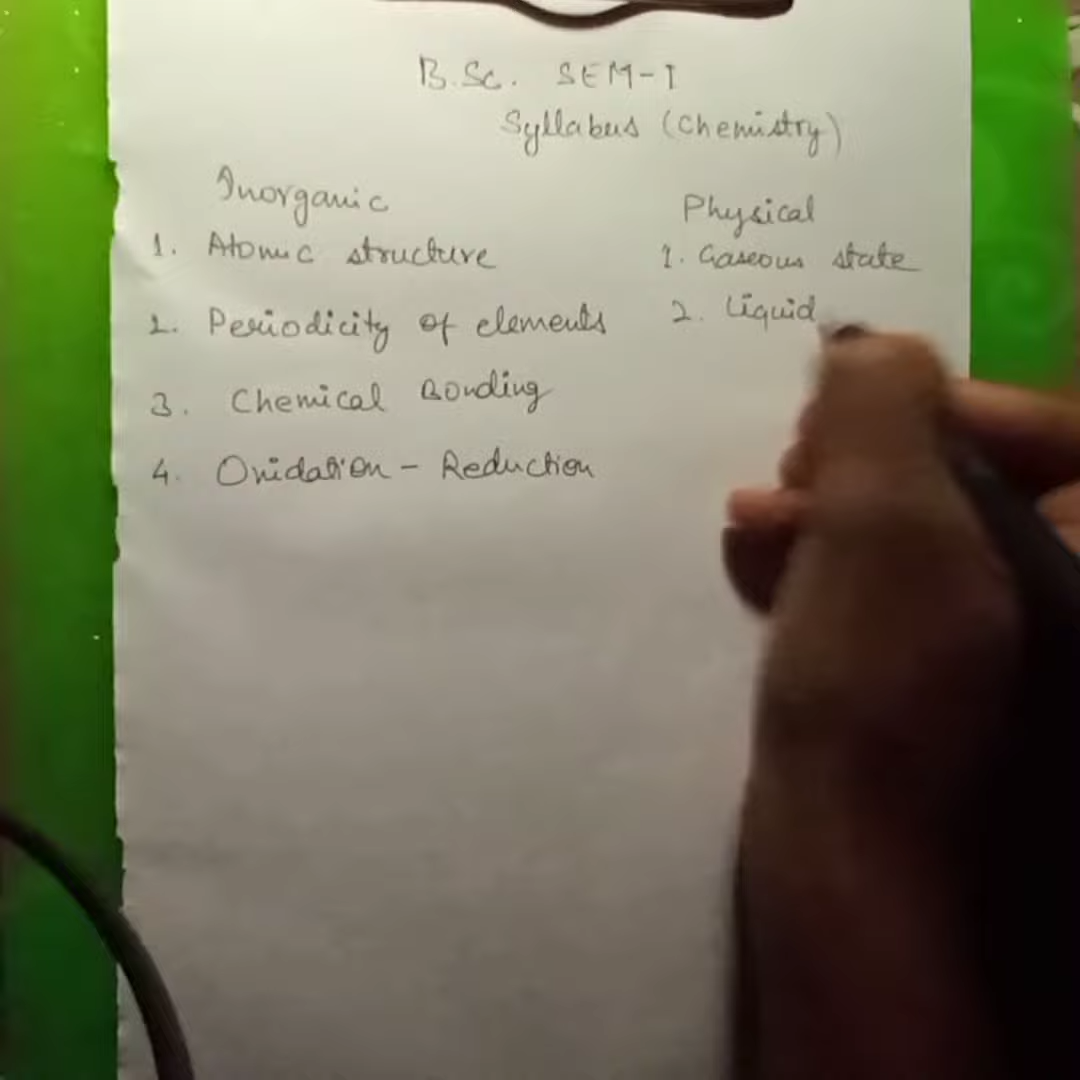 B.Sc. SEM-I
Syllabus (Chemistry)
Inorganic
1. Atomic structure
2. Periodicity of elements
3. Chemical Bonding
4. Oxidation - Reduction
Physical
1. Gaseous state
2. Liquid